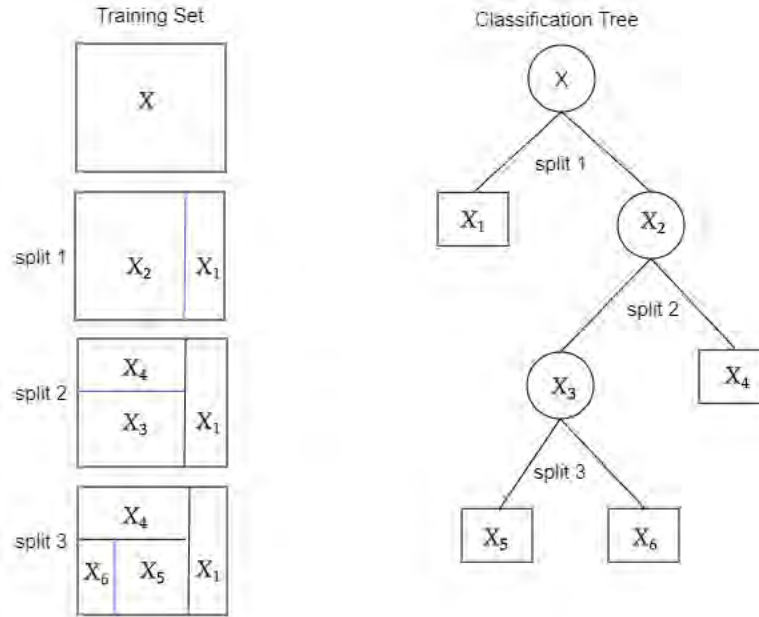 Training Set
X
split 1
X₂ X₁
split 2
X₄
X₃ X₁
split 3
X₄
X₆ X₅ X₁
Classification Tree
X
split 1
X₁ X₂
split 2
X₃ X₄
split 3
X₅ X₆